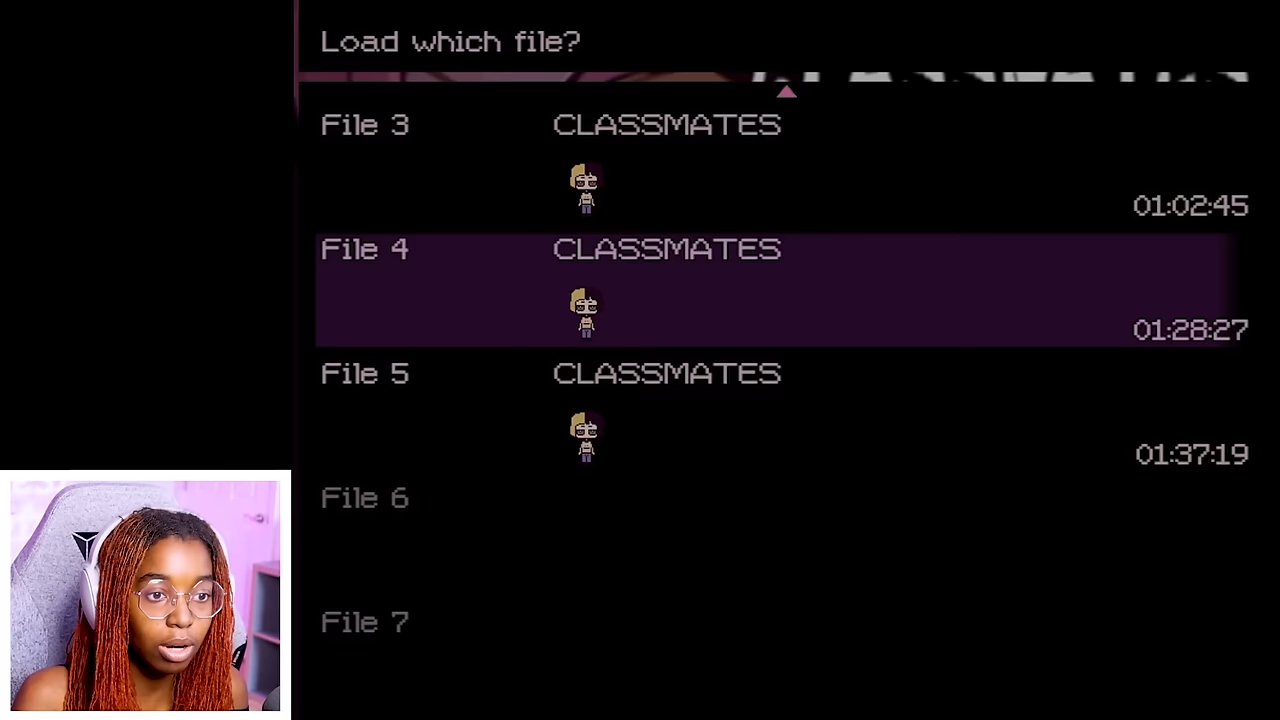 Load which file?
File 3 CLASSMATES
01:02:45
File 4 CLASSMATES
01:28:27
File 5 CLASSMATES
01:37:19
File 6
File 7